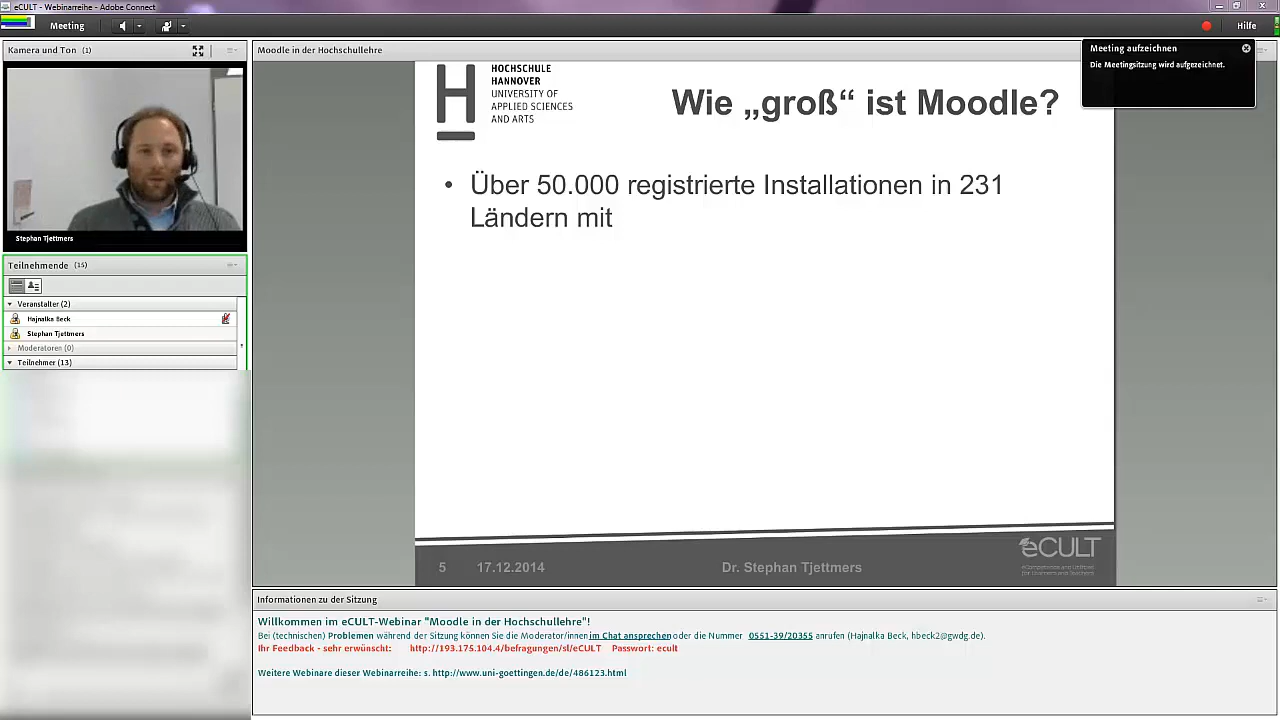 eCULT - Webinarreihe - Adobe Connect
Meeting
Hilfe
Kamera und Ton (1)
Stephan Tjettmers
Teilnehmende (15)
Veranstalter (2)
Hajnalka Beck
Stephan Tjettmers
Moderatoren (0)
Teilnehmer (13)
Moodle in der Hochschullehre
Meeting aufzeichnen
Die Meetingsitzung wird aufgezeichnet.
H
HOCHSCHULE
HANNOVER
UNIVERSITY OF
APPLIED SCIENCES
AND ARTS
Wie „groß“ ist Moodle?
• Über 50.000 registrierte Installationen in 231
Ländern mit
5 17.12.2014 Dr. Stephan Tjettmers
eCULT
Informationen zu der Sitzung
Willkommen im eCULT-Webinar "Moodle in der Hochschullehre"!
Bei (technischen) Problemen während der Sitzung können Sie die Moderator/innen im Chat ansprechen oder die Nummer 0551-39/20355 anrufen (Hajnalka Beck, hbeck2@gwdg.de).
Ihr Feedback - sehr erwünscht: http://193.175.104.4/befragungen/sl/eCULT Passwort: ecult
Weitere Webinare dieser Webinarreihe: s. http://www.uni-goettingen.de/de/486123.html